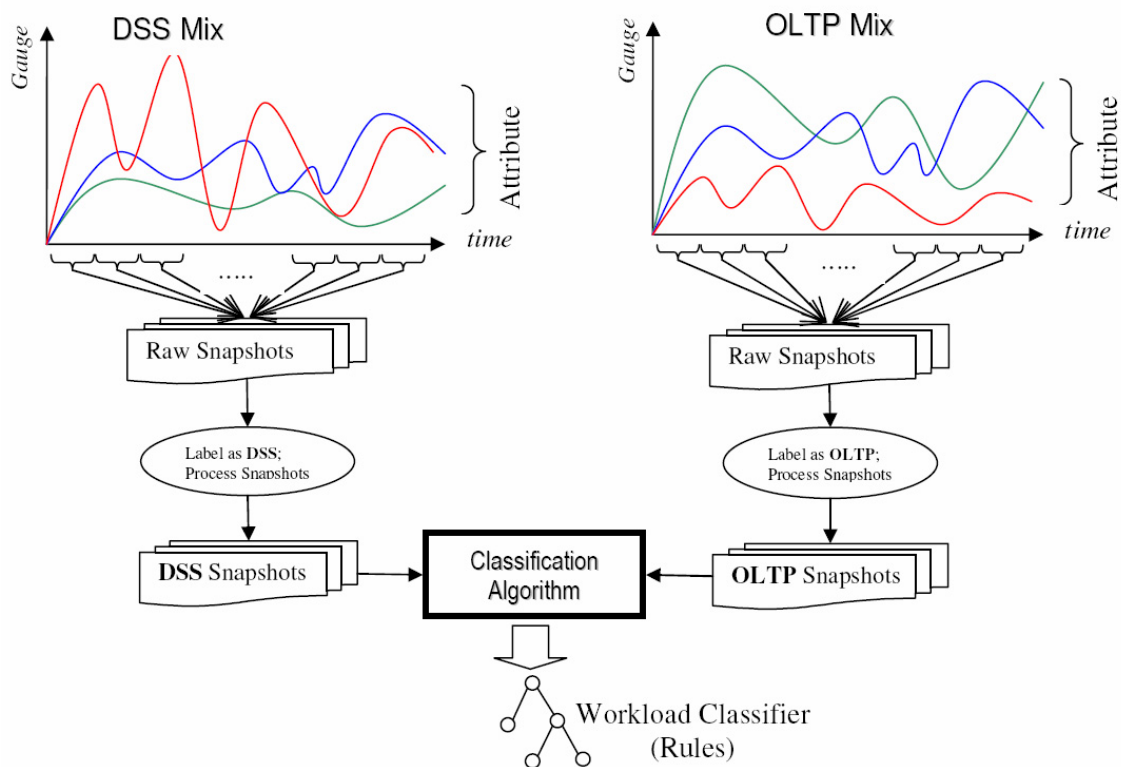 DSS Mix
Gauge
Attribute
time
.....
Raw Snapshots
Label as DSS;
Process Snapshots
DSS Snapshots
OLTP Mix
Gauge
Attribute
time
.....
Raw Snapshots
Label as OLTP;
Process Snapshots
OLTP Snapshots
Classification
Algorithm
Workload Classifier
(Rules)